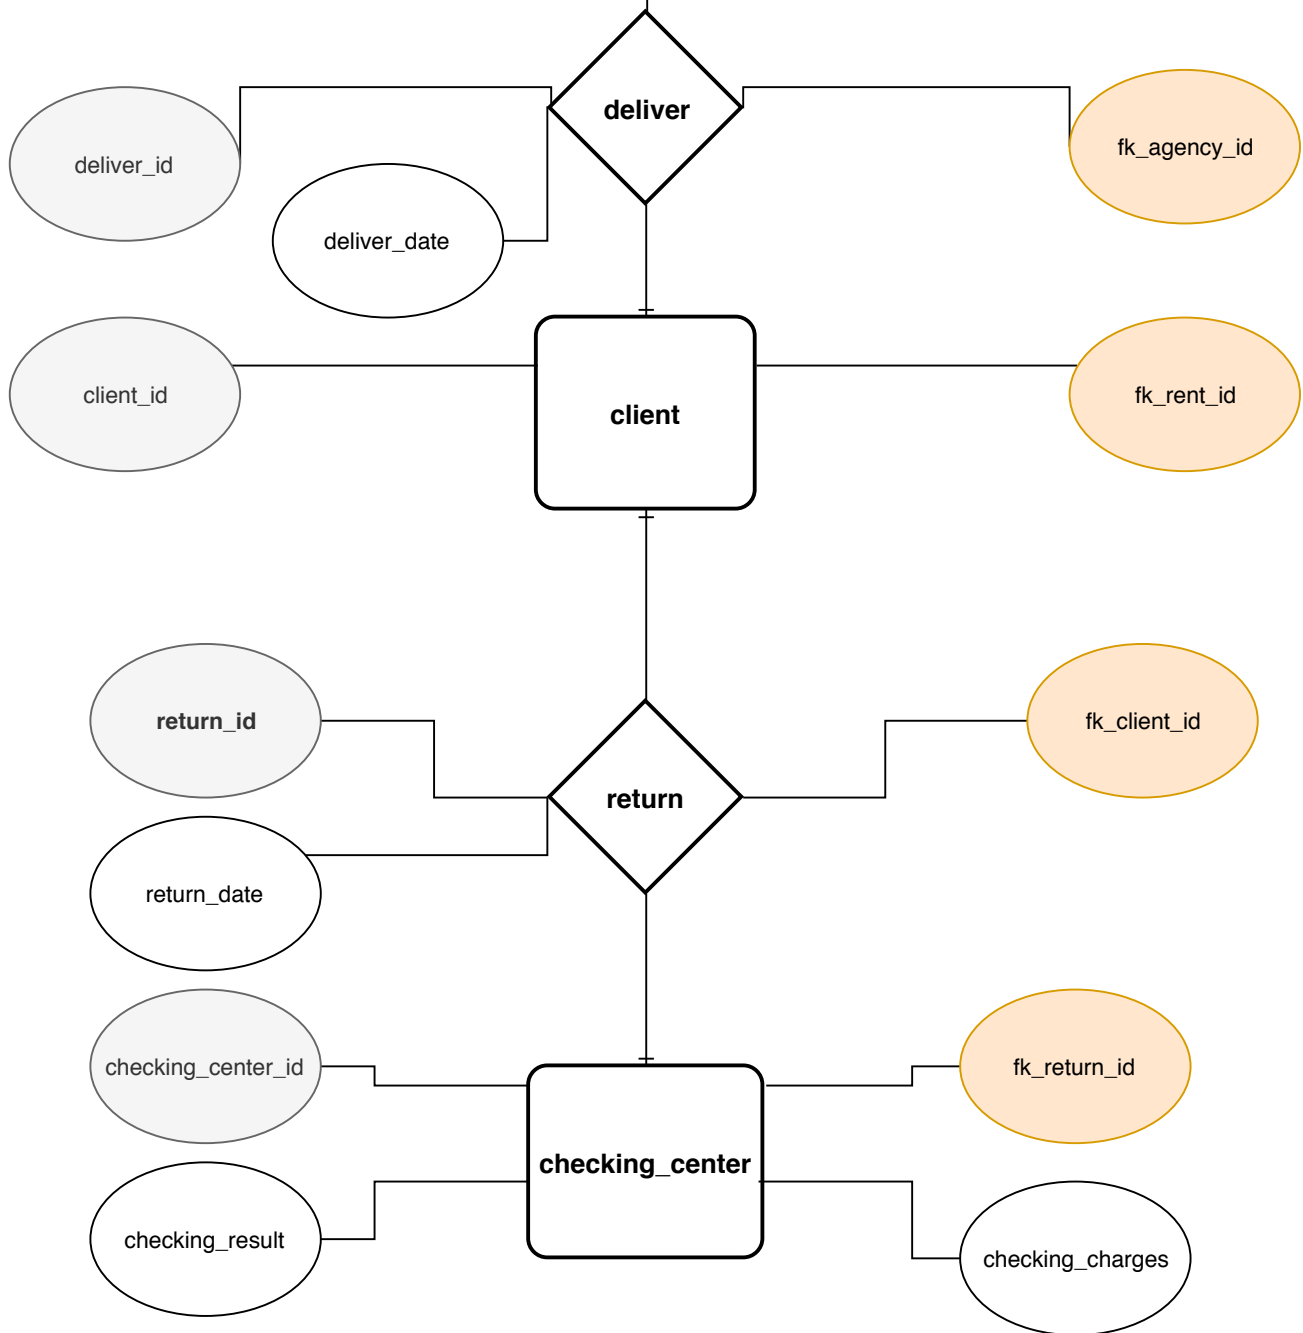 deliver
deliver_id
fk_agency_id
deliver_date
client_id
client
fk_rent_id
return_id
fk_client_id
return
return_date
checking_center_id
fk_return_id
checking_center
checking_result
checking_charges